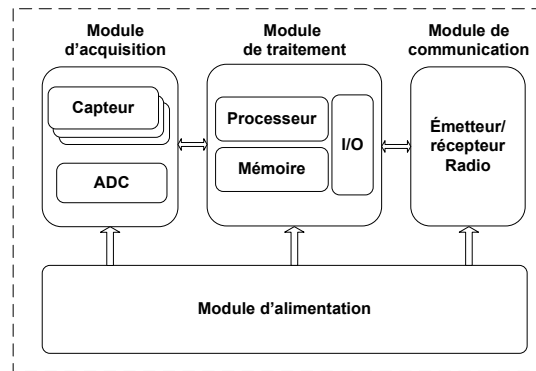 Module
d’acquisition
Module
de traitement
Module de
communication
Capteur
ADC
Processeur
Mémoire
I/O
Émetteur/
récepteur
Radio
Module d’alimentation